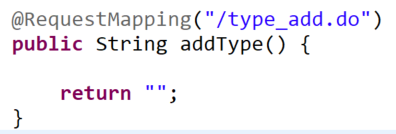 @RequestMapping("/type_add.do")
public String addType() {
return "";
}